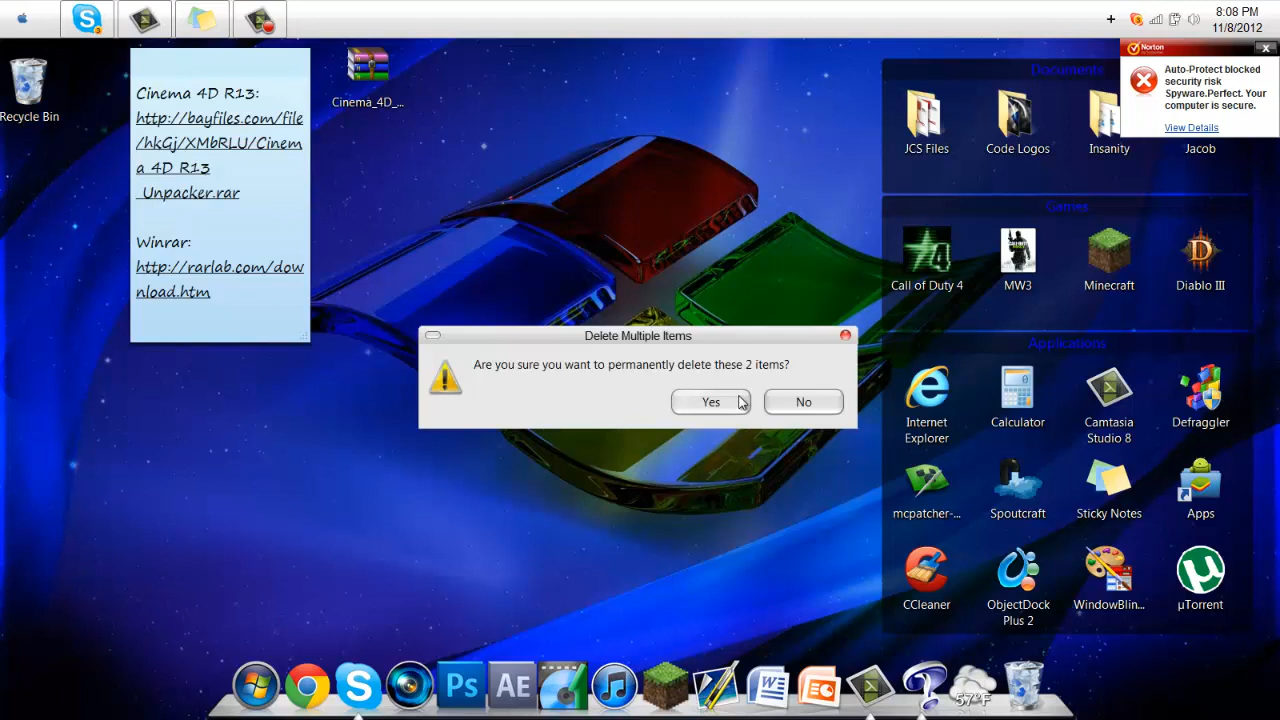 8:08 PM
11/8/2012
Recycle Bin
Cinema 4D R13:
http://bayfiles.com/file
/hkGj/XMbRLU/Cinem
a 4D R13
_Unpacker.rar
Winrar:
http://rarlab.com/dow
nload.htm
Cinema_4D_...
Norton
Auto-Protect blocked
security risk
Spyware.Perfect. Your
computer is secure.
View Details
Documents
JCS Files
Code Logos
Insanity
Jacob
Games
Call of Duty 4
MW3
Minecraft
Diablo III
Delete Multiple Items
Are you sure you want to permanently delete these 2 items?
Yes
No
Applications
Internet
Explorer
Calculator
Camtasia
Studio 8
Defraggler
mcpatcher-...
Spoutcraft
Sticky Notes
Apps
CCleaner
ObjectDock
Plus 2
WindowBlin...
µTorrent
Ps
AE
57°F